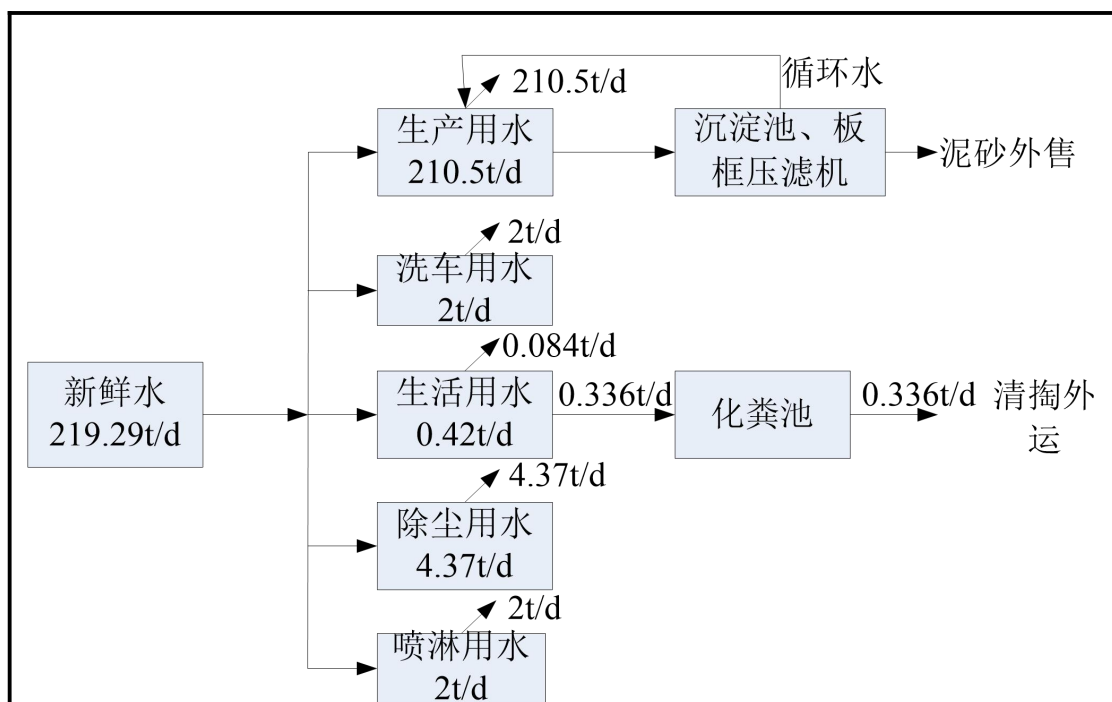 循环水
210.5t/d
生产用水
210.5t/d
沉淀池、板
框压滤机
泥砂外售
2t/d
洗车用水
2t/d
0.084t/d
新鲜水
219.29t/d
生活用水
0.42t/d
0.336t/d
化粪池
0.336t/d
清掏外
运
4.37t/d
除尘用水
4.37t/d
2t/d
喷淋用水
2t/d